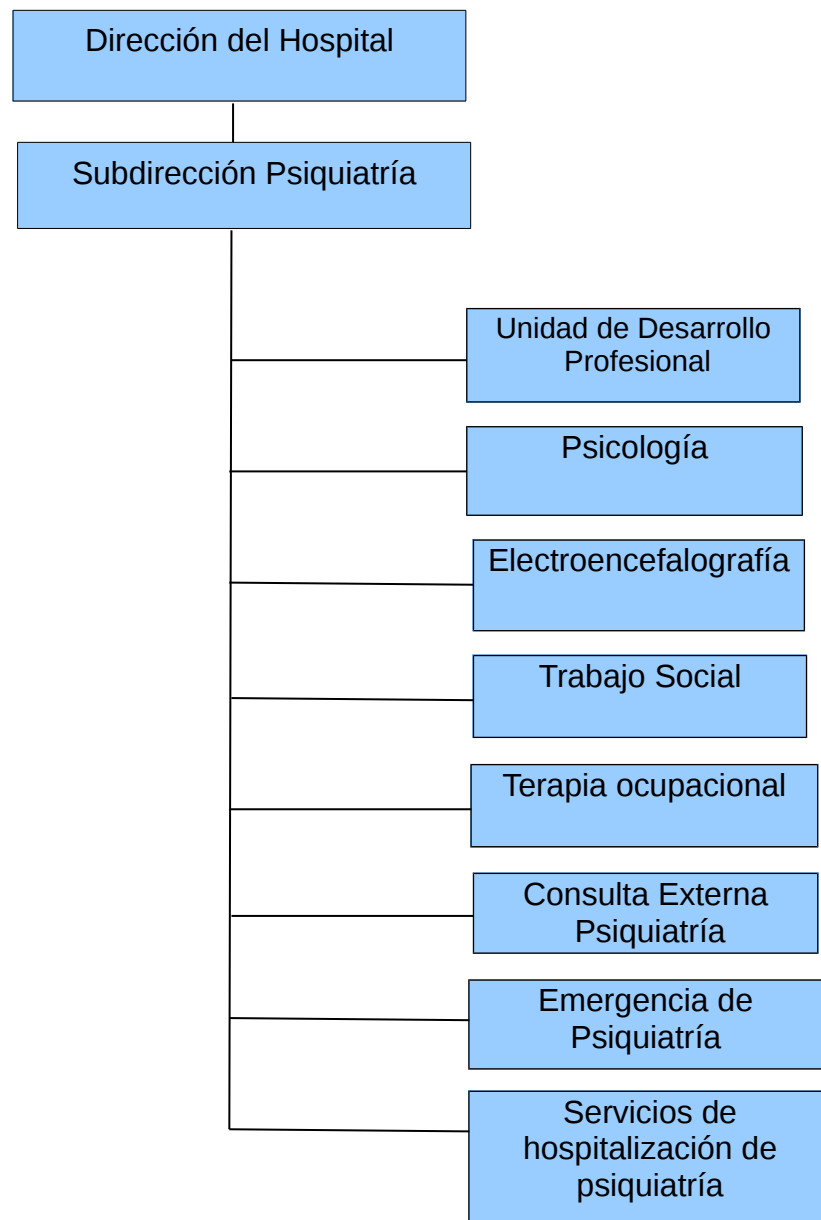 Dirección del Hospital
Subdirección Psiquiatría
Unidad de Desarrollo
Profesional
Psicología
Electroencefalografía
Trabajo Social
Terapia ocupacional
Consulta Externa
Psiquiatría
Emergencia de
Psiquiatría
Servicios de
hospitalización de
psiquiatría